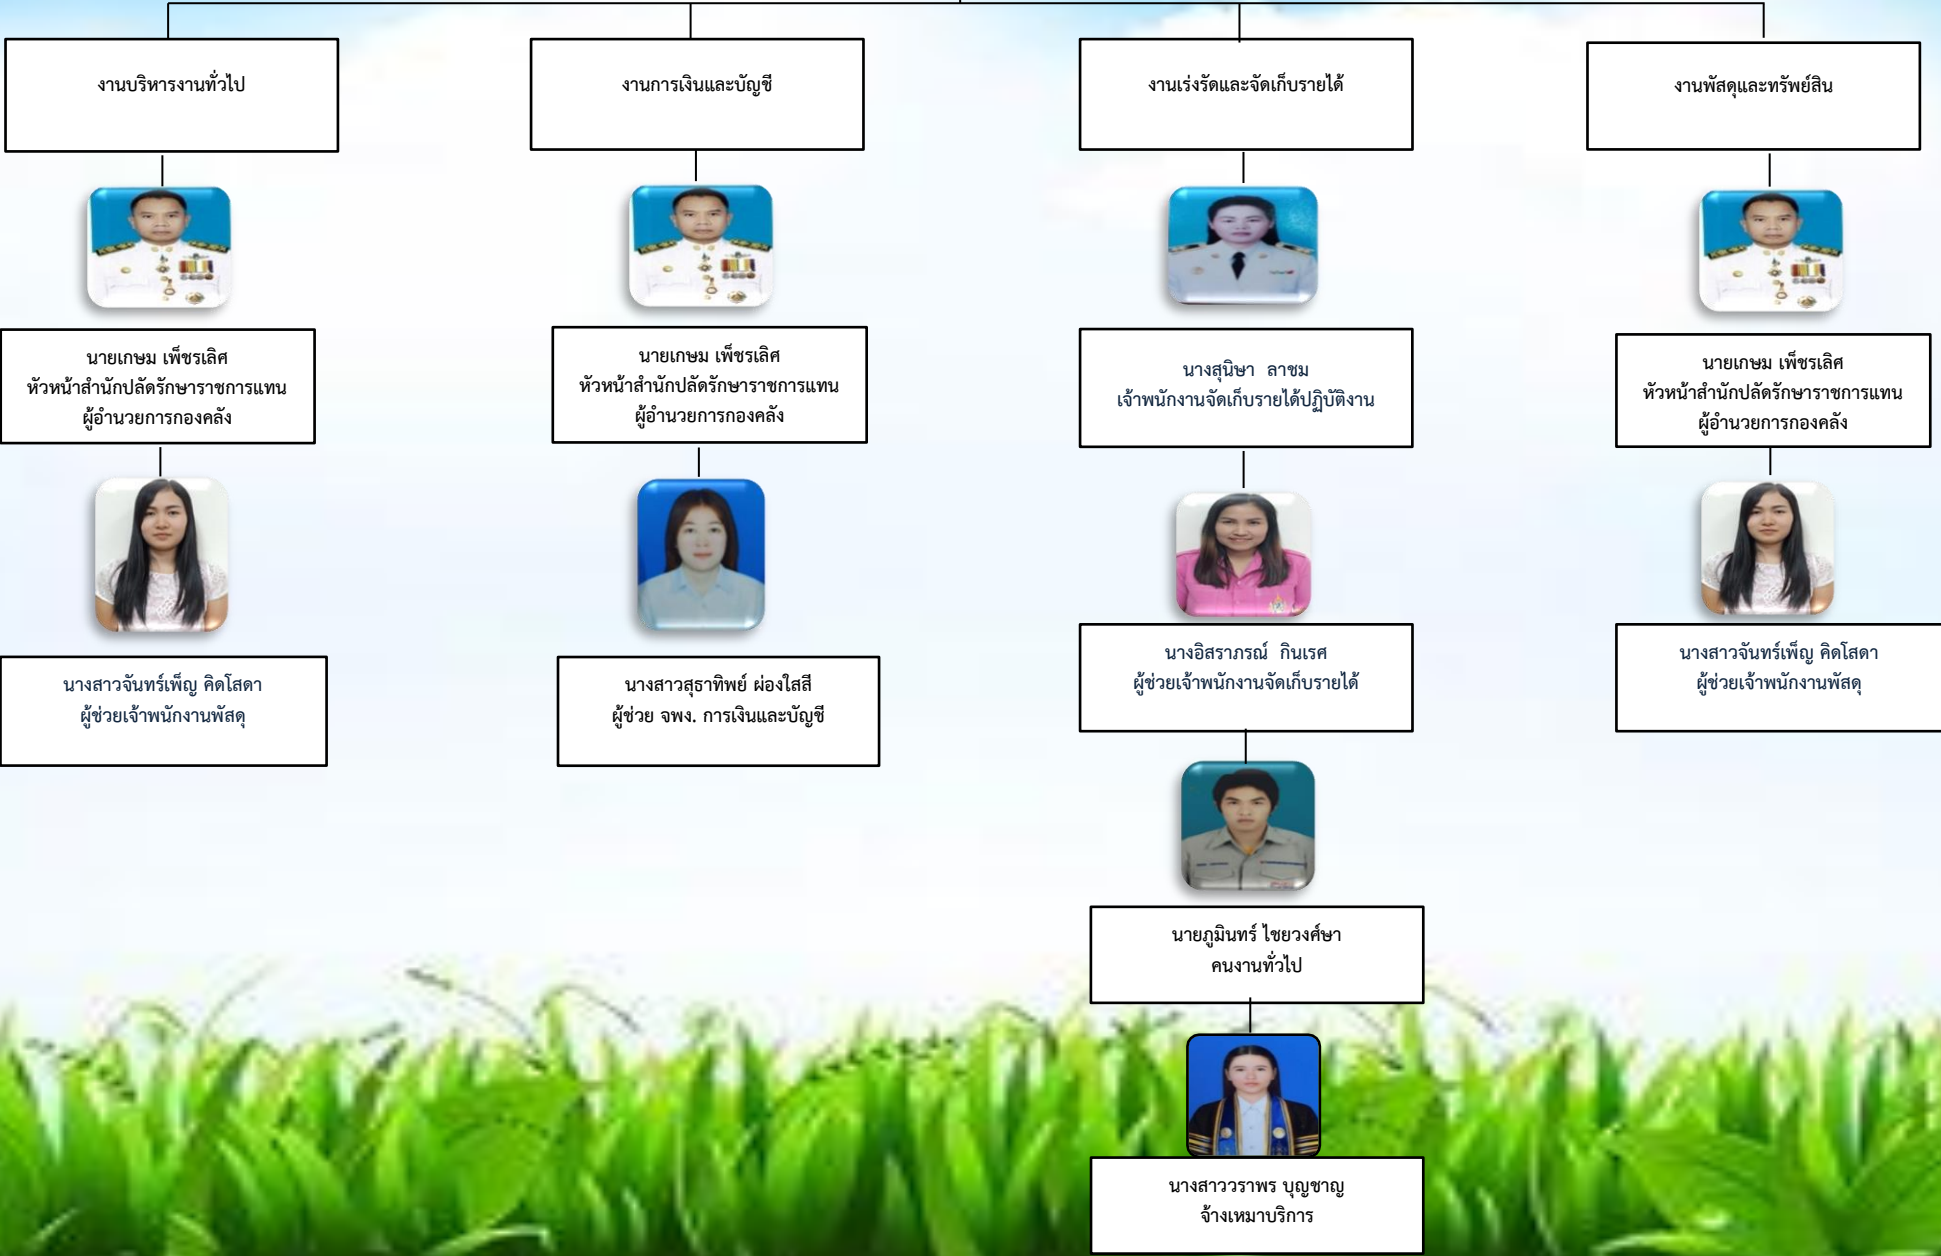 งานบริหารงานทั่วไป
งานการเงินและบัญชี
งานเร่งรัดและจัดเก็บรายได้
งานพัสดุและทรัพย์สิน
นายเกษม เพ็ชรเลิศ
หัวหน้าสำนักปลัดรักษาราชการแทน
ผู้อำนวยการกองคลัง
นายเกษม เพ็ชรเลิศ
หัวหน้าสำนักปลัดรักษาราชการแทน
ผู้อำนวยการกองคลัง
นางสุนิษา ลาชม
เจ้าพนักงานจัดเก็บรายได้ปฏิบัติงาน
นายเกษม เพ็ชรเลิศ
หัวหน้าสำนักปลัดรักษาราชการแทน
ผู้อำนวยการกองคลัง
นางสาวจันทร์เพ็ญ คิดโสดา
ผู้ช่วยเจ้าพนักงานพัสดุ
นางสาวสุธาทิพย์ ผ่องใสสี
ผู้ช่วย จพง. การเงินและบัญชี
นางอิสราภรณ์ กินเรศ
ผู้ช่วยเจ้าพนักงานจัดเก็บรายได้
นางสาวจันทร์เพ็ญ คิดโสดา
ผู้ช่วยเจ้าพนักงานพัสดุ
นายภูมินทร์ ไชยวงศ์ษา
คนงานทั่วไป
นางสาววราพร บุญชาญ
จ้างเหมาบริการ